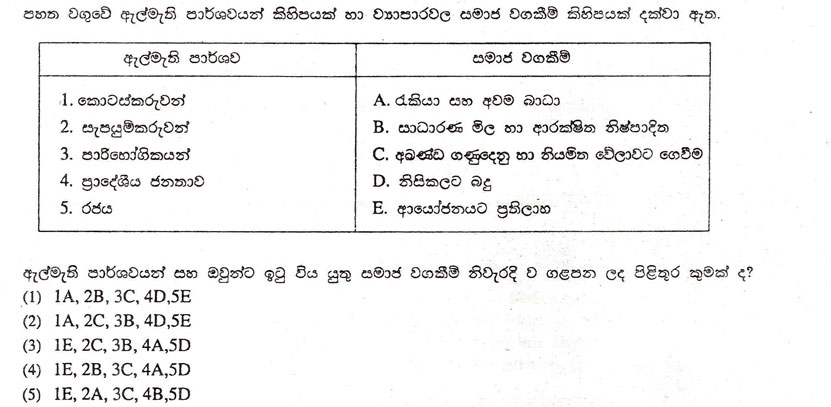 පහත වගුවේ ඇල්මැති පාර්ශවයන් කිහිපයක් හා ව්‍යාපාරවල සමාජ වගකීම් කිහිපයක් දක්වා ඇත.
ඇල්මැති පාර්ශව	සමාජ වගකීම්
1. කොටස්කරුවන්	A. රැකියා සහ අවම බාධා
2. සැපයුම්කරුවන්	B. සාධාරණ මිල හා ආරක්ෂිත නිෂ්පාදිත
3. පාරිභෝගිකයන්	C. අඛණ්ඩ ගණුදෙනු හා නියමිත වේලාවට ගෙවීම්
4. ප්‍රාදේශීය ජනතාව	D. නිසිකලට බදු
5. රජය	E. ආයෝජනයට ප්‍රතිලාභ
ඇල්මැති පාර්ශවයන් සහ ඔවුන්ට ඉටු විය යුතු සමාජ වගකීම් නිවැරදි ව ගළපන ලද පිළිතුර කුමක් ද?
(1) 1A, 2B, 3C, 4D,5E
(2) 1A, 2C, 3B, 4D,5E
(3) 1E, 2C, 3B, 4A,5D
(4) 1E, 2B, 3C, 4A,5D
(5) 1E, 2A, 3C, 4B,5D